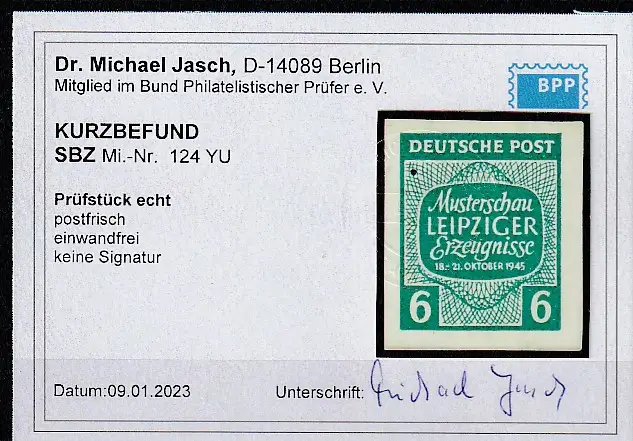 Dr. Michael Jasch, D-14089 Berlin
Mitglied im Bund Philatelistischer Prüfer e. V.
BPP
KURZBEFUND
SBZ Mi.-Nr. 124 YU
Prüfstück echt
postfrisch
einwandfrei
keine Signatur
DEUTSCHE POST
Musterschau
LEIPZIGER
Erzeugnisse
18.-21. OKTOBER 1945
6 6
Datum:09.01.2023 Unterschrift: Michael Jasch